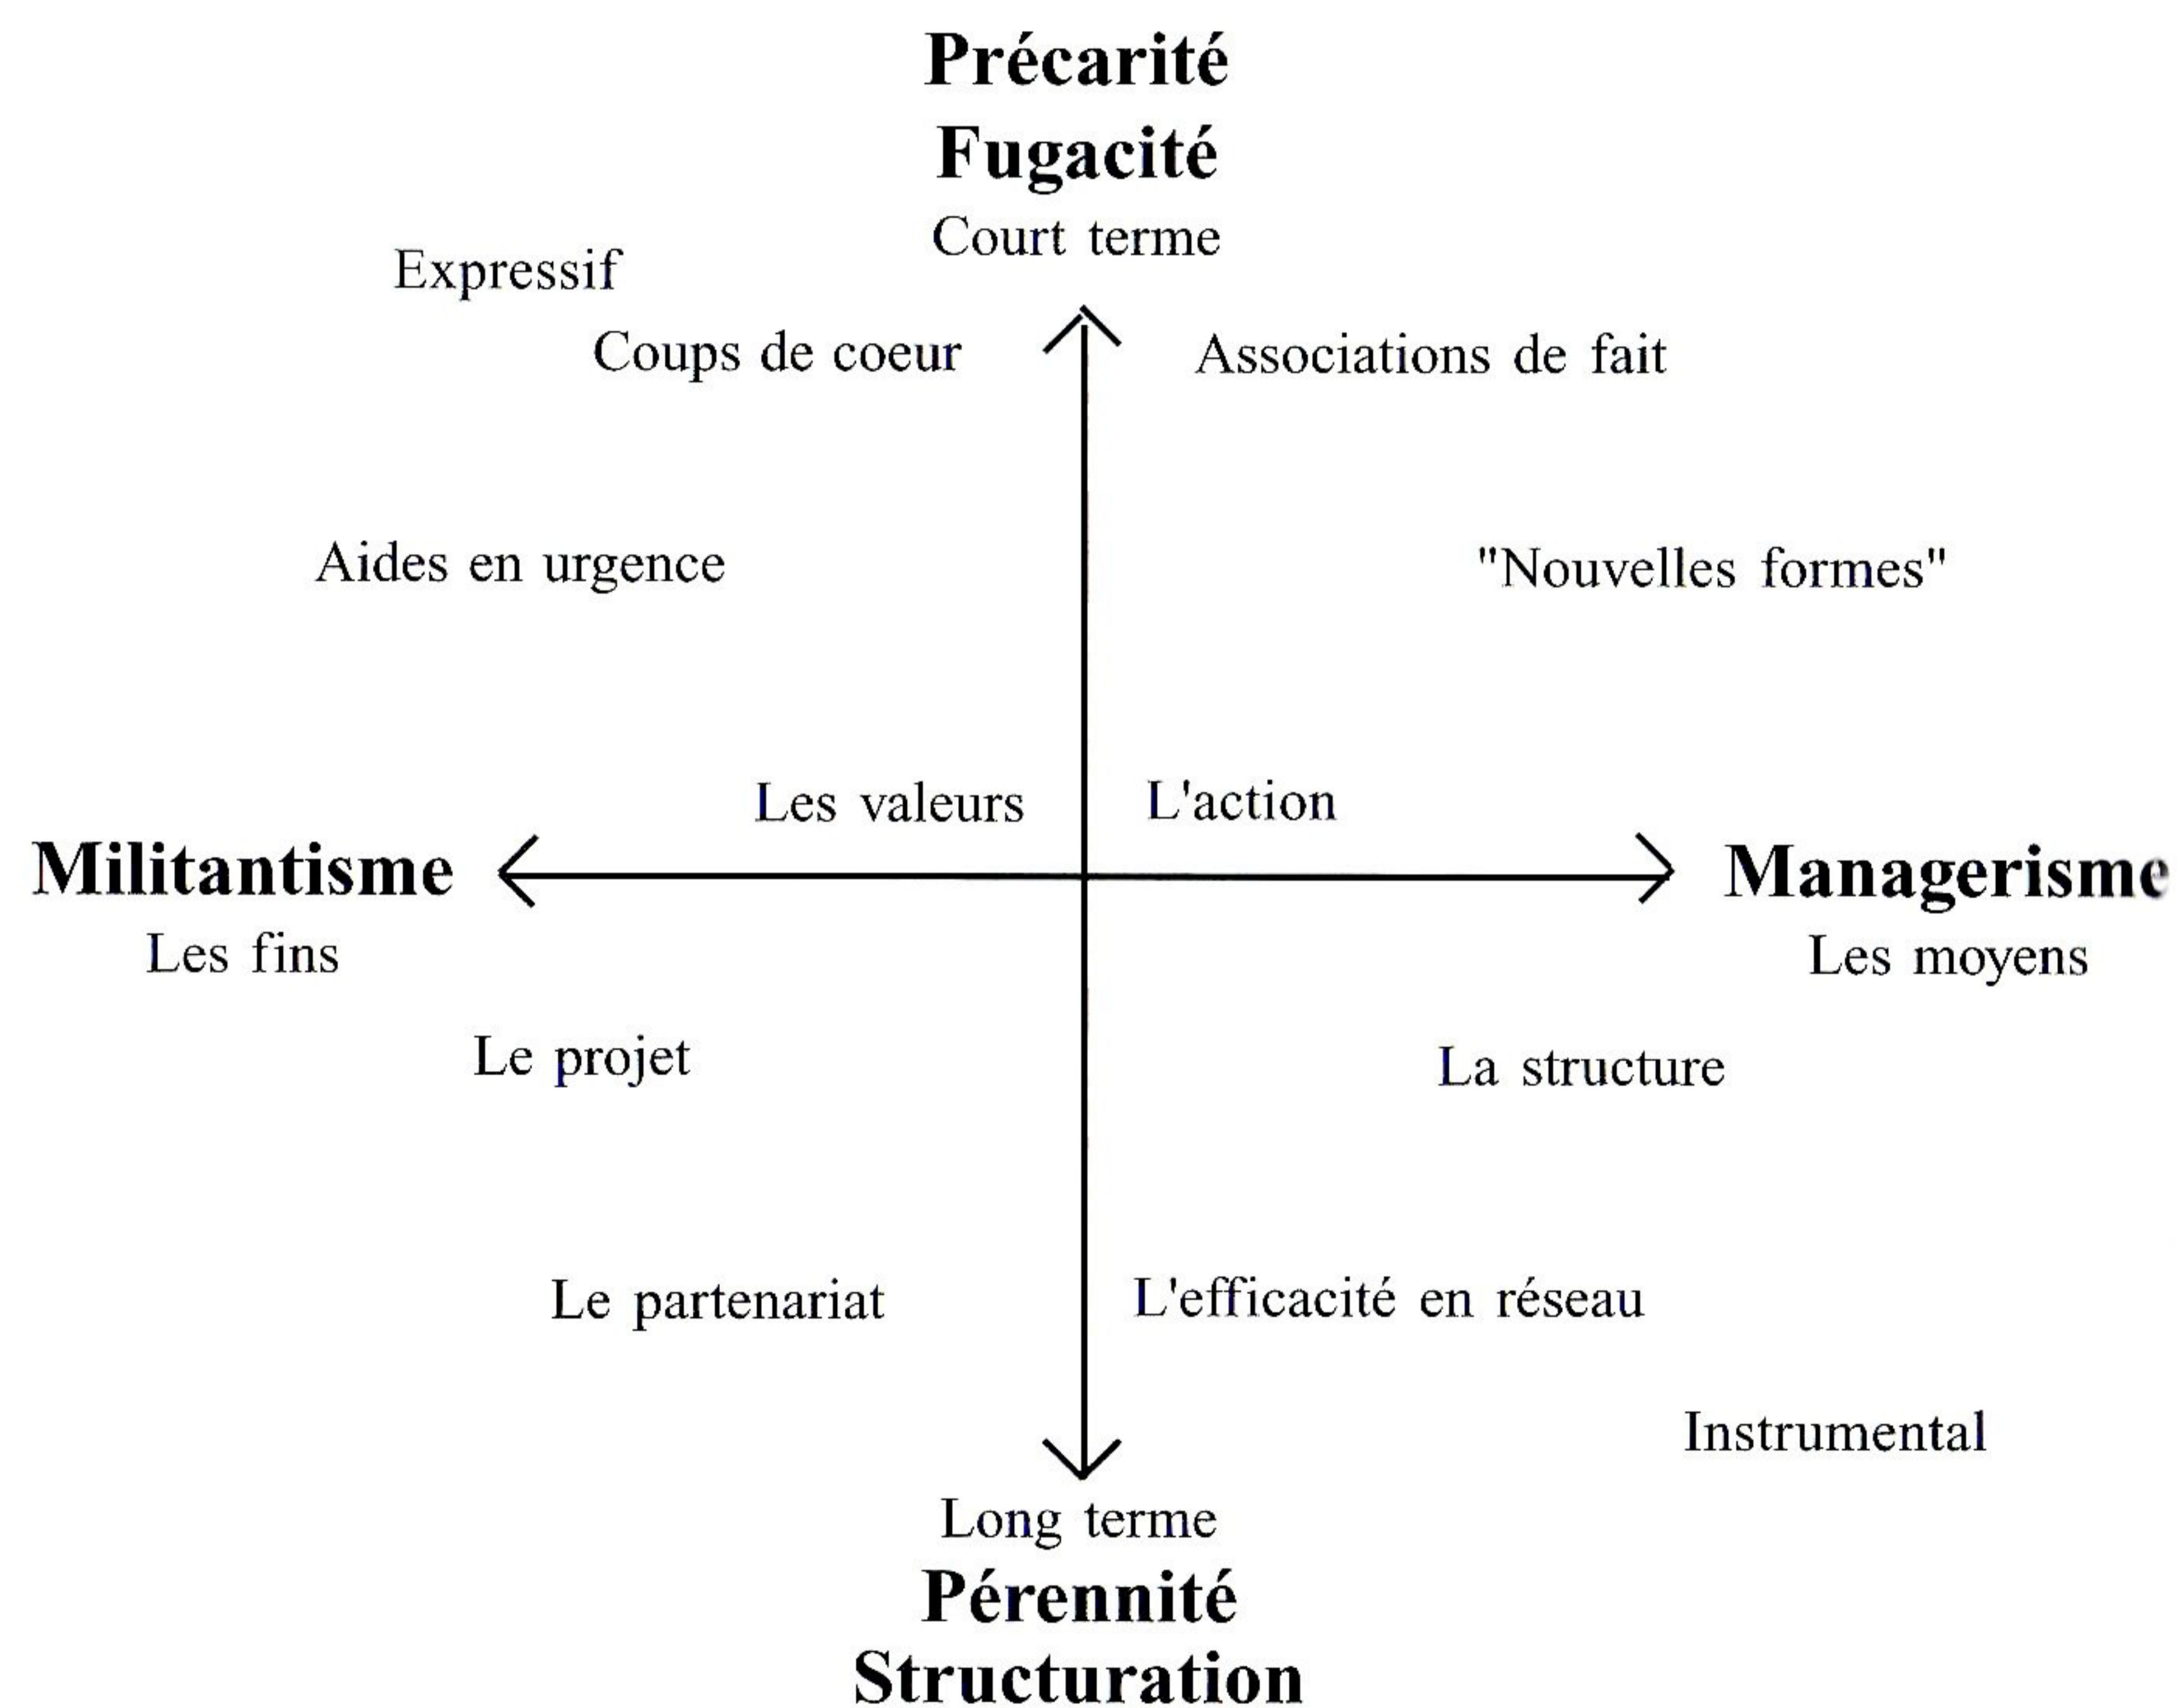 Précarité
Fugacité
Court terme
Expressif
Coups de coeur
Associations de fait
Aides en urgence
"Nouvelles formes"
Les valeurs
L'action
Militantisme
Managerisme
Les fins
Les moyens
Le projet
La structure
Le partenariat
L'efficacité en réseau
Instrumental
Long terme
Pérennité
Structuration